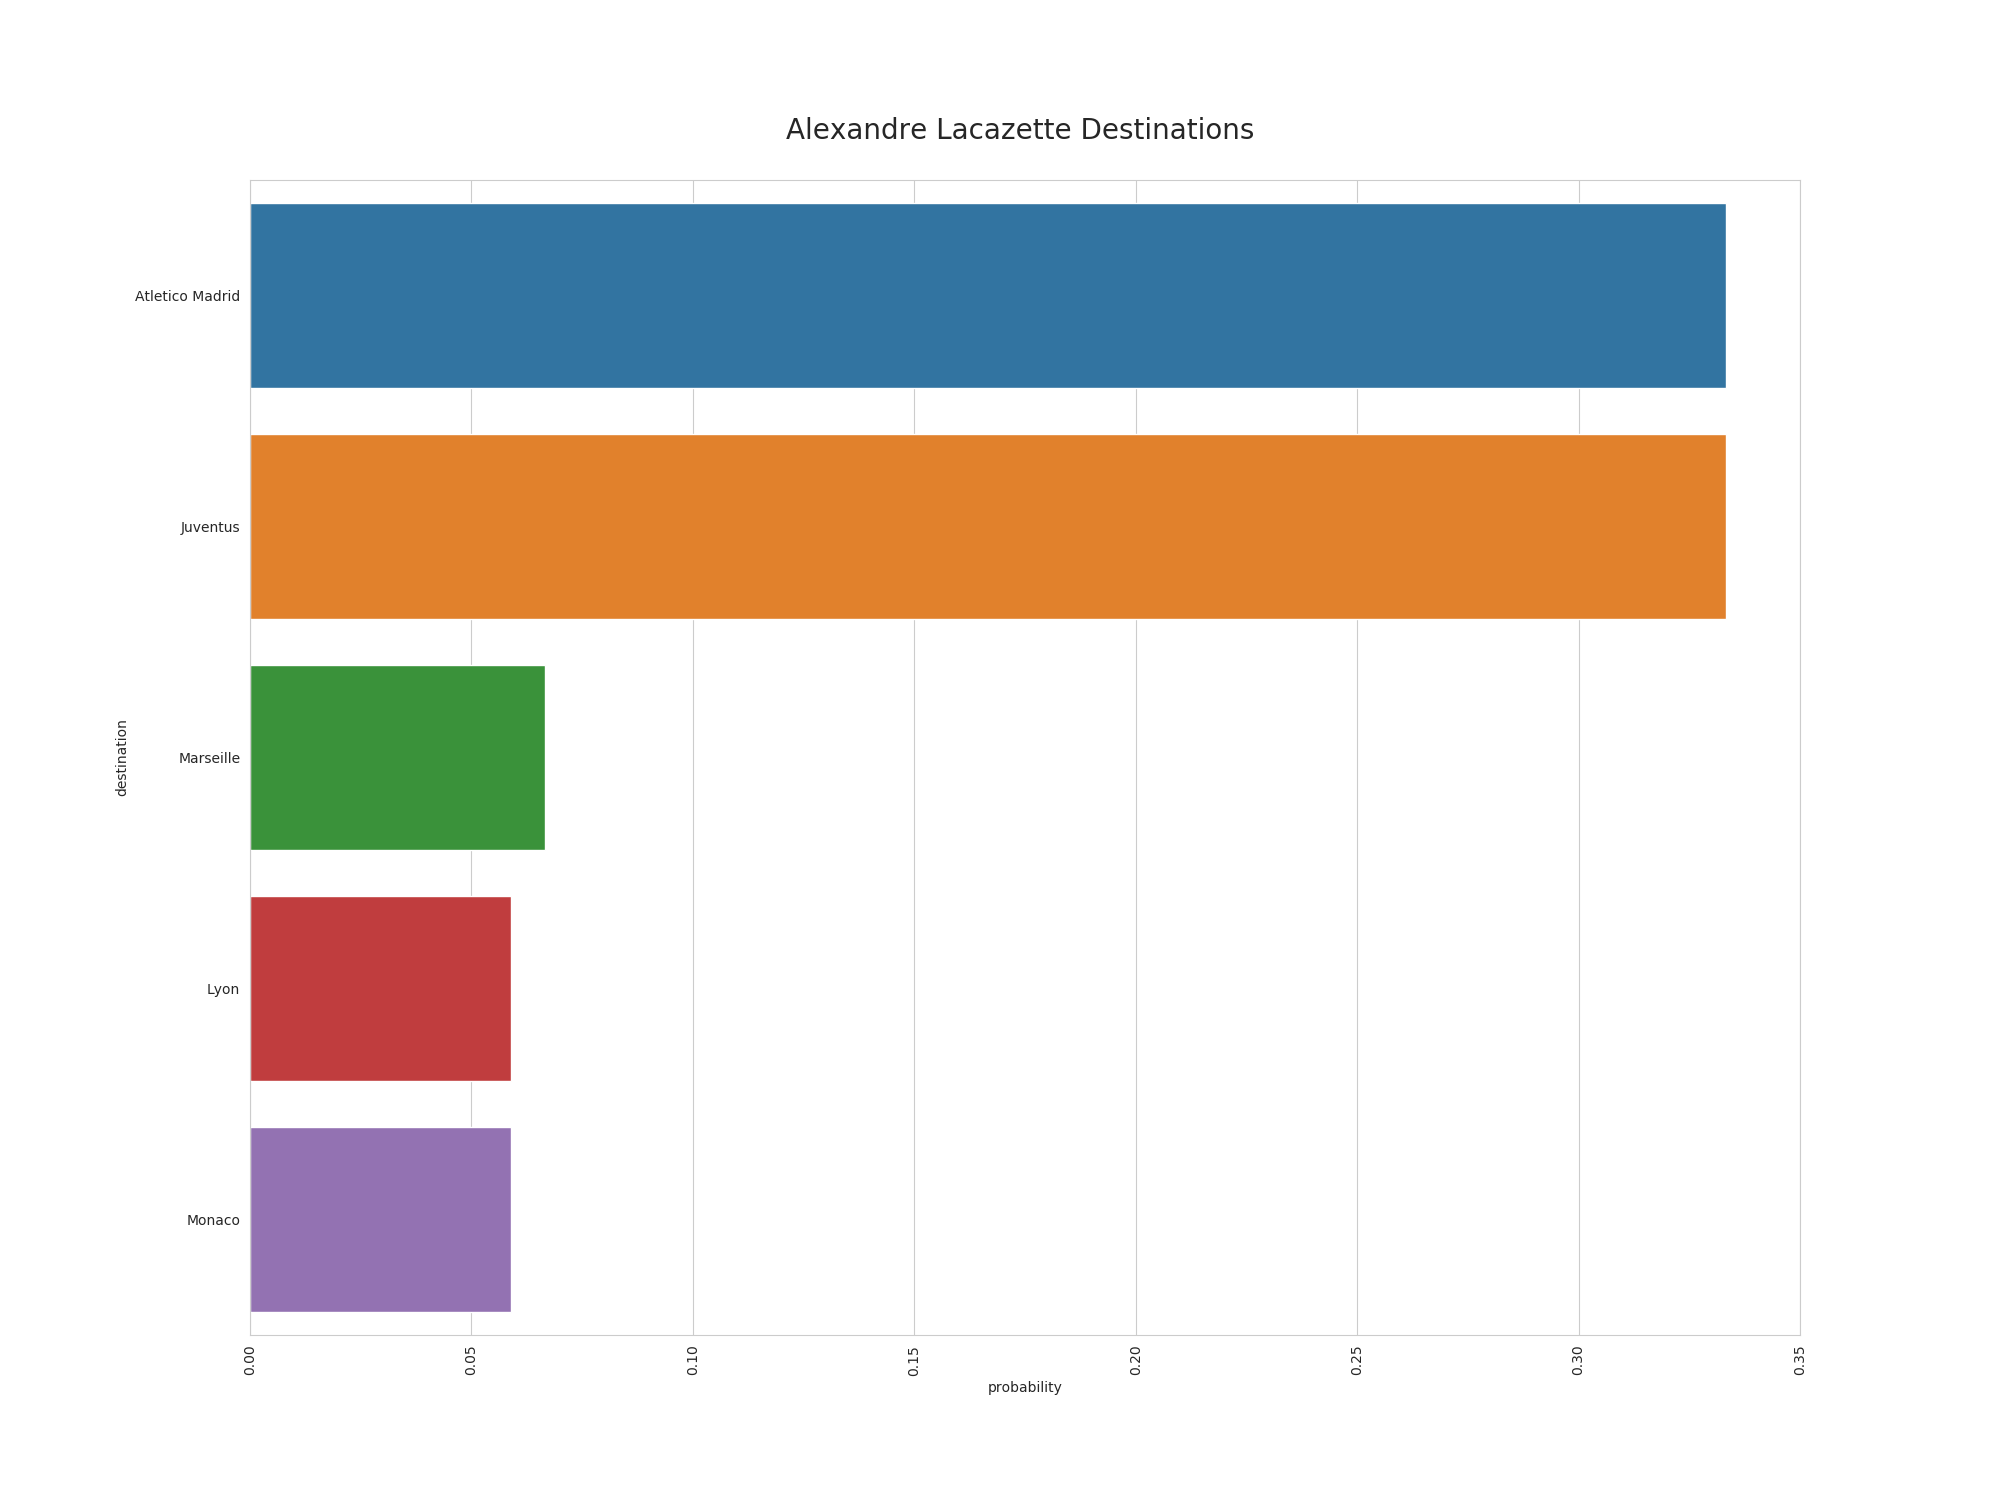 Alexandre Lacazette Destinations
Atletico Madrid
Juventus
Marseille
Lyon
Monaco
destination
0.00
0.05
0.10
0.15
0.20
0.25
0.30
0.35
probability